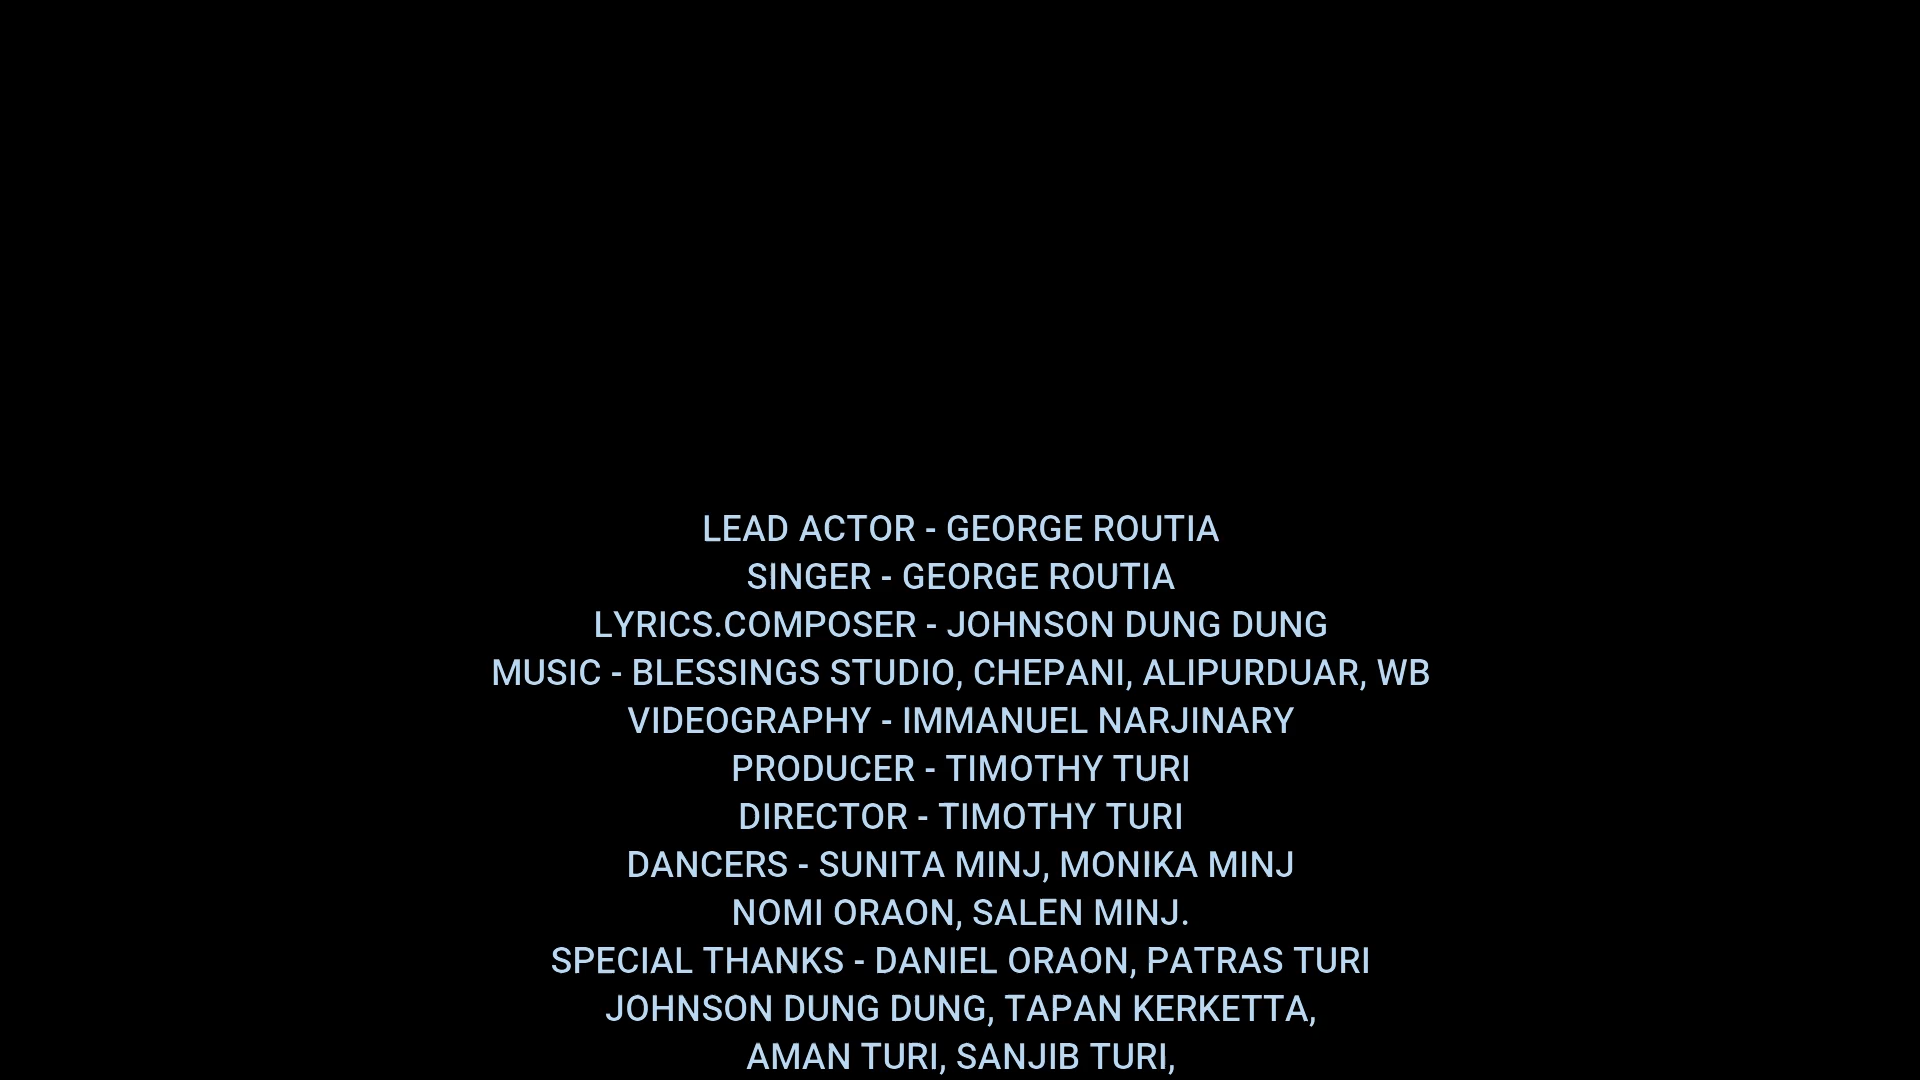 LEAD ACTOR - GEORGE ROUTIA
SINGER - GEORGE ROUTIA
LYRICS.COMPOSER - JOHNSON DUNG DUNG
MUSIC - BLESSINGS STUDIO, CHEPANI, ALIPURDUAR, WB
VIDEOGRAPHY - IMMANUEL NARJINARY
PRODUCER - TIMOTHY TURI
DIRECTOR - TIMOTHY TURI
DANCERS - SUNITA MINJ, MONIKA MINJ
NOMI ORAON, SALEN MINJ.
SPECIAL THANKS - DANIEL ORAON, PATRAS TURI
JOHNSON DUNG DUNG, TAPAN KERKETTA,
AMAN TURI, SANJIB TURI,